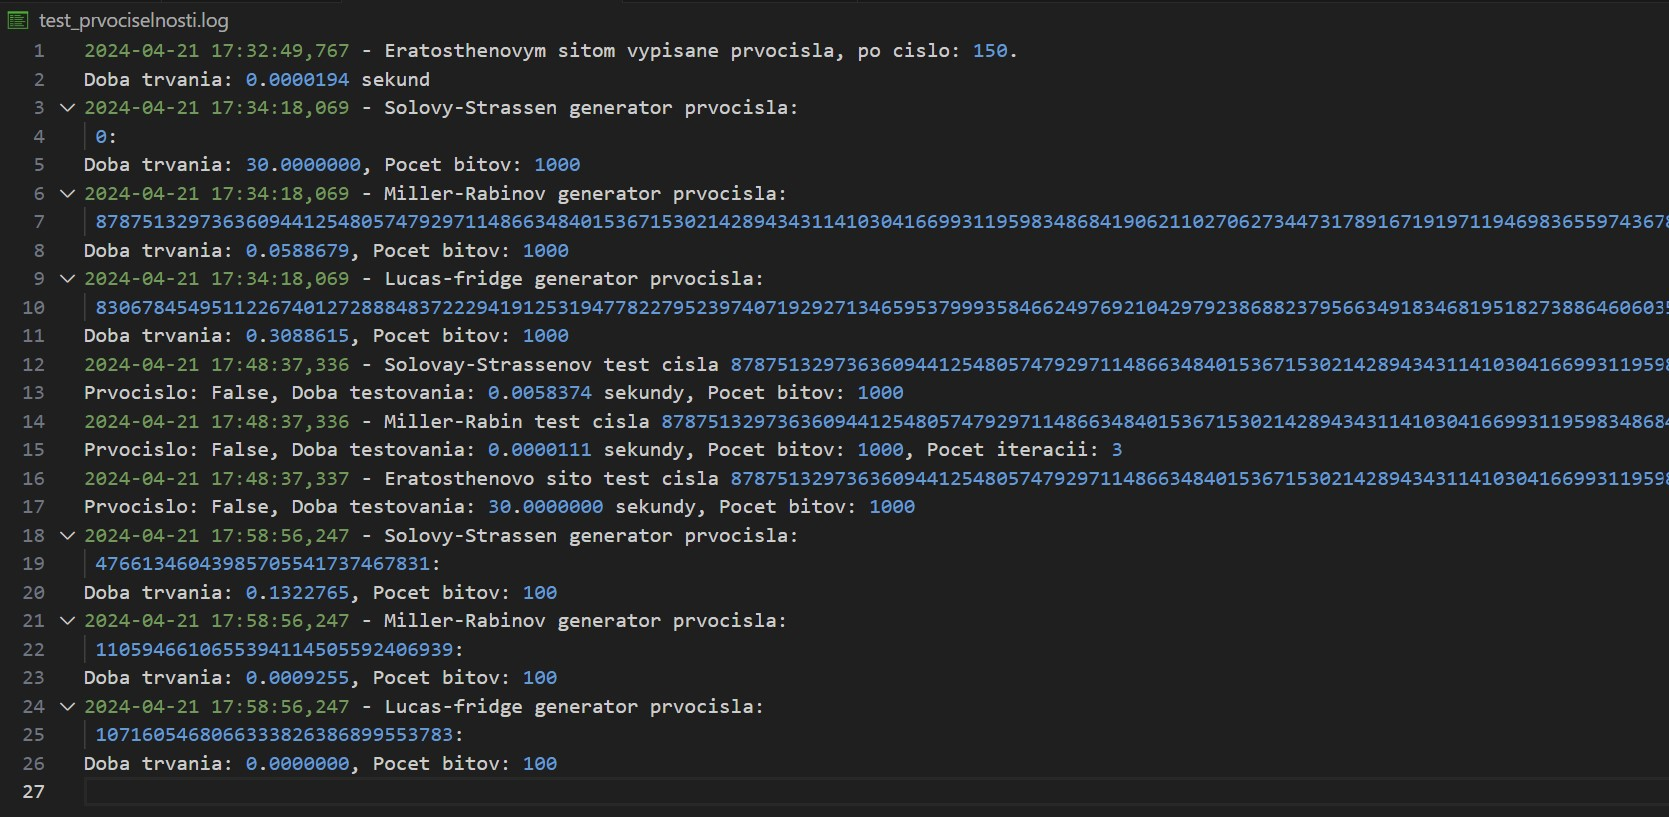 test_prvociselnosti.log
1 2024-04-21 17:32:49,767 - Eratosthenovym sitom vypisane prvocisla, po cislo: 150.
2 Doba trvania: 0.0000194 sekund
3 2024-04-21 17:34:18,069 - Solovy-Strassen generator prvocisla:
4 0:
5 Doba trvania: 30.0000000, Pocet bitov: 1000
6 2024-04-21 17:34:18,069 - Miller-Rabinov generator prvocisla:
7 87875132973636094412548057479297114866348401536715302142894343114103041669931195983486841906211027062734473178916719197119469836559743678
8 Doba trvania: 0.0588679, Pocet bitov: 1000
9 2024-04-21 17:34:18,069 - Lucas-fridge generator prvocisla:
10 83067845495112267401272888483722294191253194778227952397407192927134659537999358466249769210429792386882379566349183468195182738864606035
11 Doba trvania: 0.3088615, Pocet bitov: 1000
12 2024-04-21 17:48:37,336 - Solovay-Strassenov test cisla 8787513297363609441254805747929711486634840153671530214289434311410304166993119598
13 Prvocislo: False, Doba testovania: 0.0058374 sekundy, Pocet bitov: 1000
14 2024-04-21 17:48:37,336 - Miller-Rabin test cisla 8787513297363609441254805747929711486634840153671530214289434311410304166993119598348684
15 Prvocislo: False, Doba testovania: 0.0000111 sekundy, Pocet bitov: 1000, Pocet iteracii: 3
16 2024-04-21 17:48:37,337 - Eratosthenovo sito test cisla 8787513297363609441254805747929711486634840153671530214289434311410304166993119598
17 Prvocislo: False, Doba testovania: 30.0000000 sekundy, Pocet bitov: 1000
18 2024-04-21 17:58:56,247 - Solovy-Strassen generator prvocisla:
19 47661346043985705541737467831:
20 Doba trvania: 0.1322765, Pocet bitov: 100
21 2024-04-21 17:58:56,247 - Miller-Rabinov generator prvocisla:
22 1105946610655394114505592406939:
23 Doba trvania: 0.0009255, Pocet bitov: 100
24 2024-04-21 17:58:56,247 - Lucas-fridge generator prvocisla:
25 1071605468066333826386899553783:
26 Doba trvania: 0.0000000, Pocet bitov: 100
27